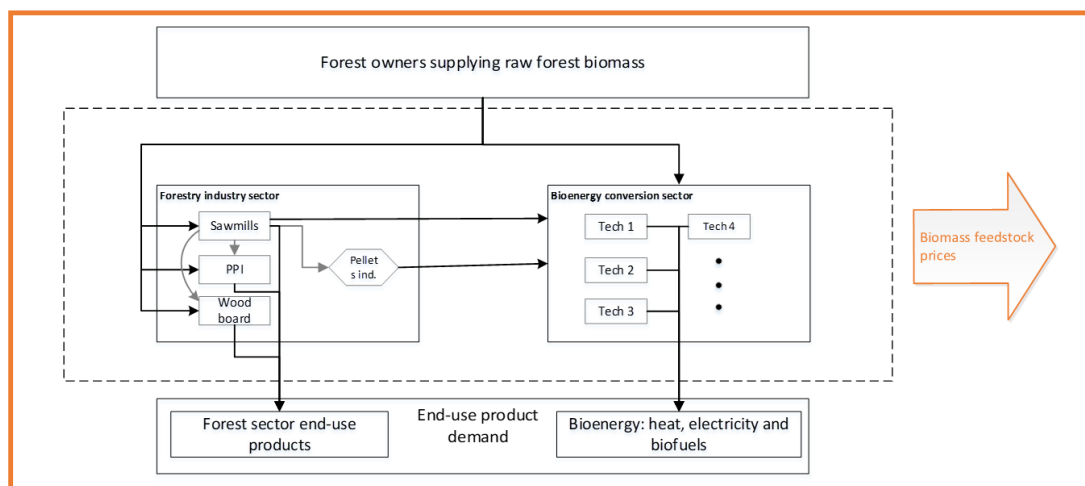 Forest owners supplying raw forest biomass
Forestry industry sector
Sawmills
PPI
Wood
board
Pellet
s ind.
Bioenergy conversion sector
Tech 1
Tech 4
Tech 2
Tech 3
Biomass feedstock
prices
Forest sector end-use
products
End-use product
demand
Bioenergy: heat, electricity and
biofuels